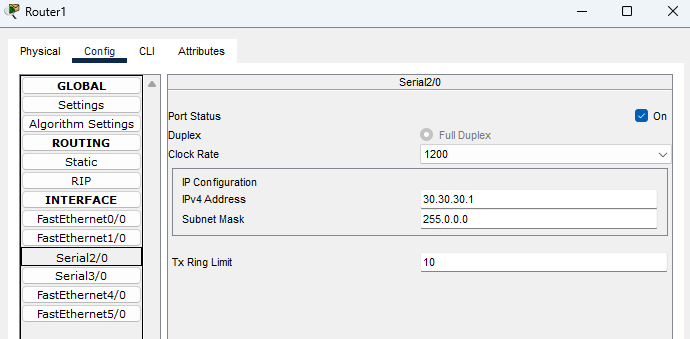 Router1
Physical Config CLI Attributes
GLOBAL
Settings
Algorithm Settings
ROUTING
Static
RIP
INTERFACE
FastEthernet0/0
FastEthernet1/0
Serial2/0
Serial3/0
FastEthernet4/0
FastEthernet5/0
Serial2/0
Port Status On
Duplex Full Duplex
Clock Rate 1200
IP Configuration
IPv4 Address 30.30.30.1
Subnet Mask 255.0.0.0
Tx Ring Limit 10